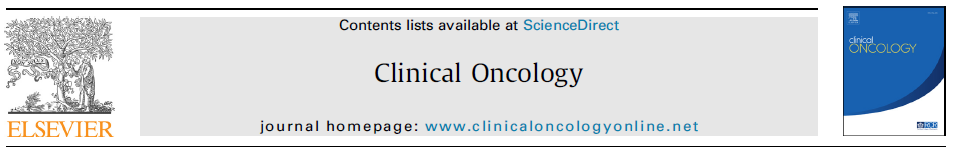 Contents lists available at ScienceDirect
Clinical Oncology
journal homepage: www.clinicaloncologyonline.net
ELSEVIER
clinical
ONCOLOGY